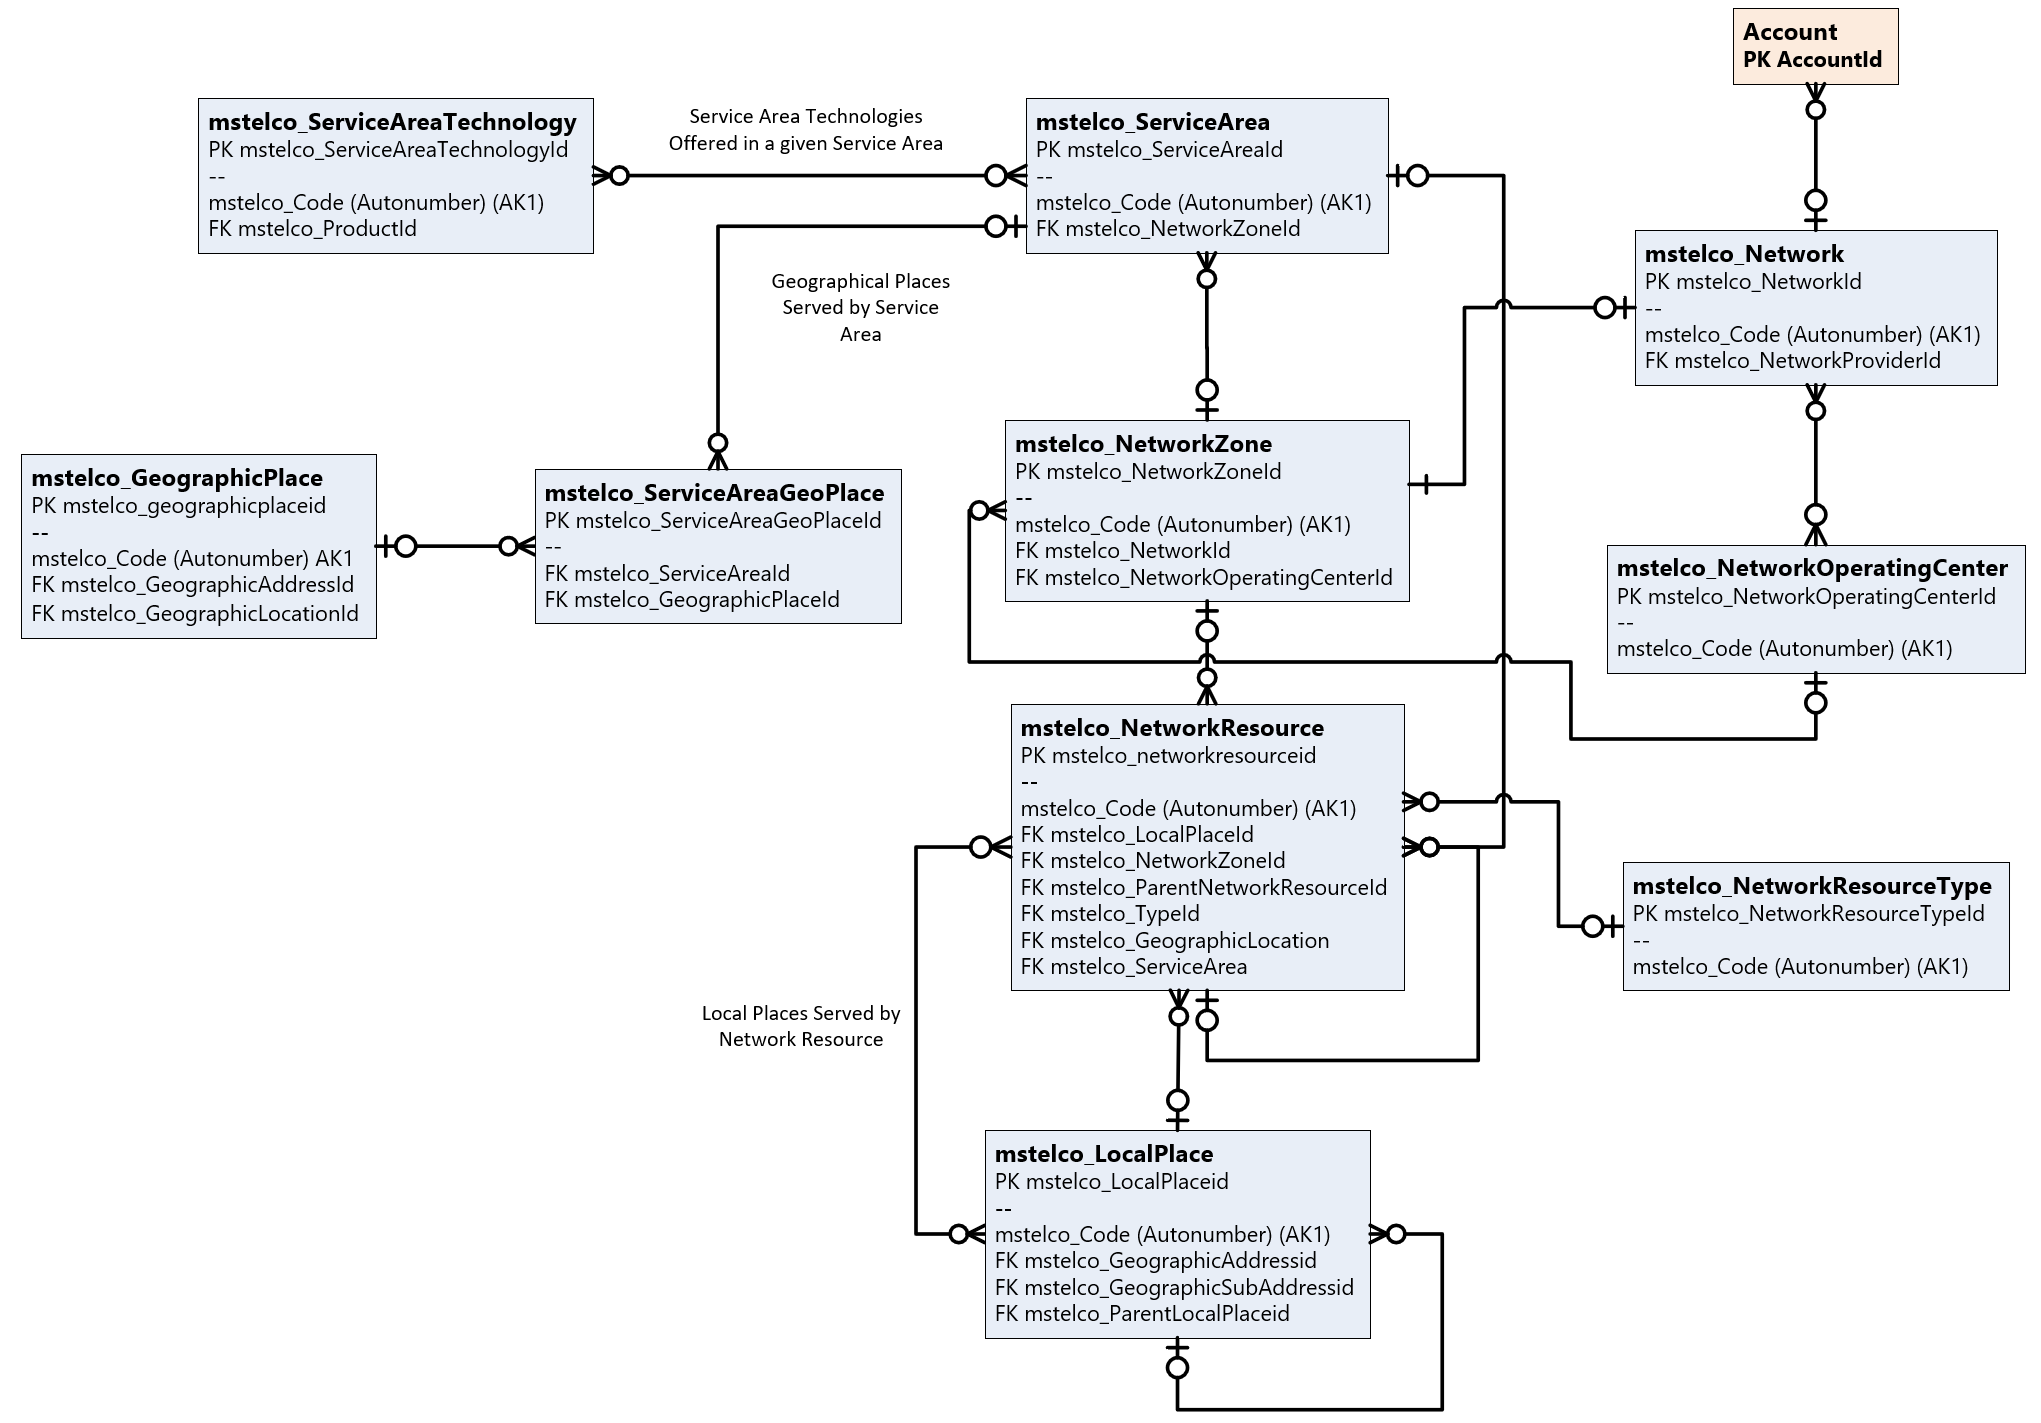 Account
PK AccountId
mstelco_ServiceAreaTechnology
PK mstelco_ServiceAreaTechnologyId
--
mstelco_Code (Autonumber) (AK1)
FK mstelco_ProductId
Service Area Technologies
Offered in a given Service Area
mstelco_ServiceArea
PK mstelco_ServiceAreaId
--
mstelco_Code (Autonumber) (AK1)
FK mstelco_NetworkZoneId
mstelco_Network
PK mstelco_NetworkId
--
mstelco_Code (Autonumber) (AK1)
FK mstelco_NetworkProviderId
Geographical Places
Served by Service
Area
mstelco_GeographicPlace
PK mstelco_geographicplaceid
--
mstelco_Code (Autonumber) AK1
FK mstelco_GeographicAddressId
FK mstelco_GeographicLocationId
mstelco_ServiceAreaGeoPlace
PK mstelco_ServiceAreaGeoPlaceId
--
FK mstelco_ServiceAreaId
FK mstelco_GeographicPlaceId
mstelco_NetworkZone
PK mstelco_NetworkZoneId
--
mstelco_Code (Autonumber) (AK1)
FK mstelco_NetworkId
FK mstelco_NetworkOperatingCenterId
mstelco_NetworkOperatingCenter
PK mstelco_NetworkOperatingCenterId
--
mstelco_Code (Autonumber) (AK1)
mstelco_NetworkResource
PK mstelco_networkresourceid
--
mstelco_Code (Autonumber) (AK1)
FK mstelco_LocalPlaceId
FK mstelco_NetworkZoneId
FK mstelco_ParentNetworkResourceId
FK mstelco_TypeId
FK mstelco_GeographicLocation
FK mstelco_ServiceArea
mstelco_NetworkResourceType
PK mstelco_NetworkResourceTypeId
--
mstelco_Code (Autonumber) (AK1)
Local Places Served by
Network Resource
mstelco_LocalPlace
PK mstelco_LocalPlaceid
--
mstelco_Code (Autonumber) (AK1)
FK mstelco_GeographicAddressid
FK mstelco_GeographicSubAddressid
FK mstelco_ParentLocalPlaceid